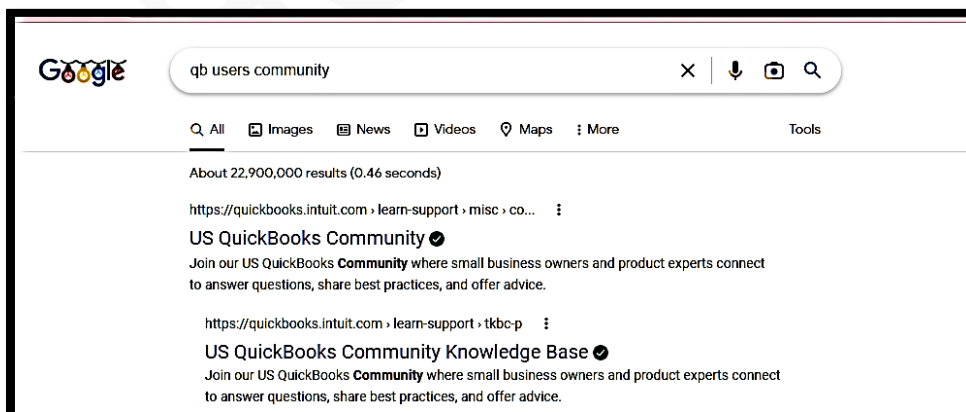 Google
qb users community
All Images News Videos Maps More Tools
About 22,900,000 results (0.46 seconds)
https://quickbooks.intuit.com › learn-support › misc › co...
US QuickBooks Community
Join our US QuickBooks Community where small business owners and product experts connect
to answer questions, share best practices, and offer advice.
https://quickbooks.intuit.com › learn-support › tkbc-p
US QuickBooks Community Knowledge Base
Join our US QuickBooks Community where small business owners and product experts connect
to answer questions, share best practices, and offer advice.